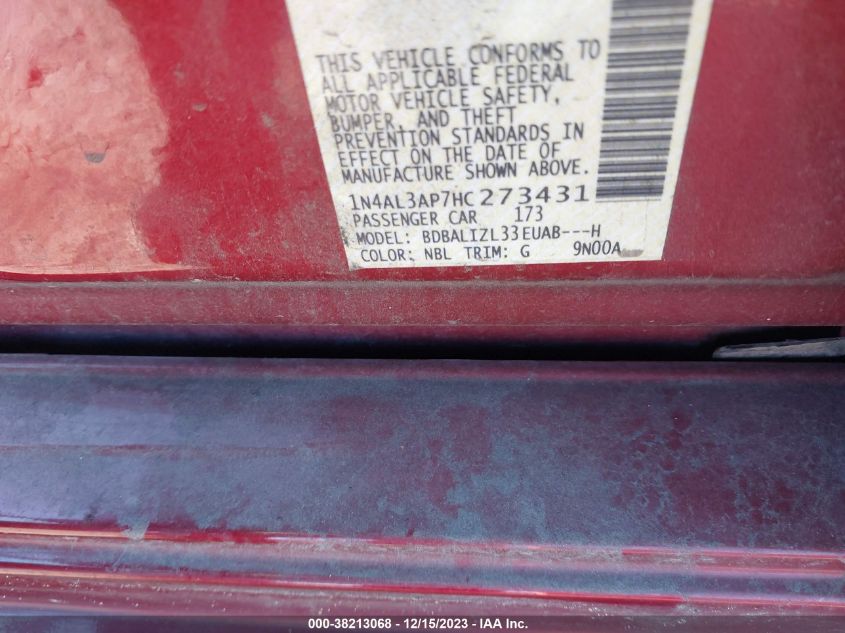 THIS VEHICLE CONFORMS TO
ALL APPLICABLE FEDERAL
MOTOR VEHICLE SAFETY,
BUMPER, AND THEFT
PREVENTION STANDARDS IN
EFFECT ON THE DATE OF
MANUFACTURE SHOWN ABOVE.
1N4AL3AP7HC273431
PASSENGER CAR 173
MODEL: BDBALIZL33EUAB---H
COLOR: NBL TRIM: G 9N00A
000-38213068 - 12/15/2023 - IAA